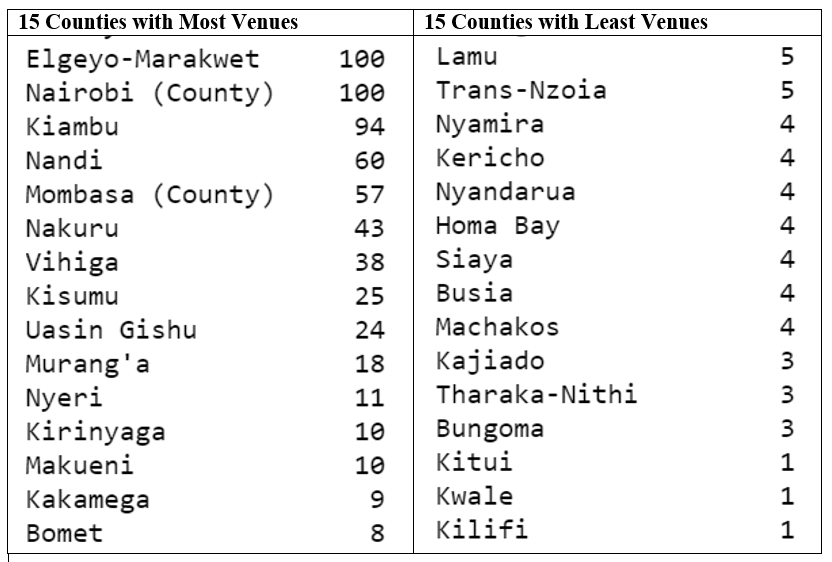 15 Counties with Most Venues
Elgeyo-Marakwet 100
Nairobi (County) 100
Kiambu 94
Nandi 60
Mombasa (County) 57
Nakuru 43
Vihiga 38
Kisumu 25
Uasin Gishu 24
Murang'a 18
Nyeri 11
Kirinyaga 10
Makueni 10
Kakamega 9
Bomet 8
15 Counties with Least Venues
Lamu 5
Trans-Nzoia 5
Nyamira 4
Kericho 4
Nyandarua 4
Homa Bay 4
Siaya 4
Busia 4
Machakos 4
Kajiado 3
Tharaka-Nithi 3
Bungoma 3
Kitui 1
Kwale 1
Kilifi 1